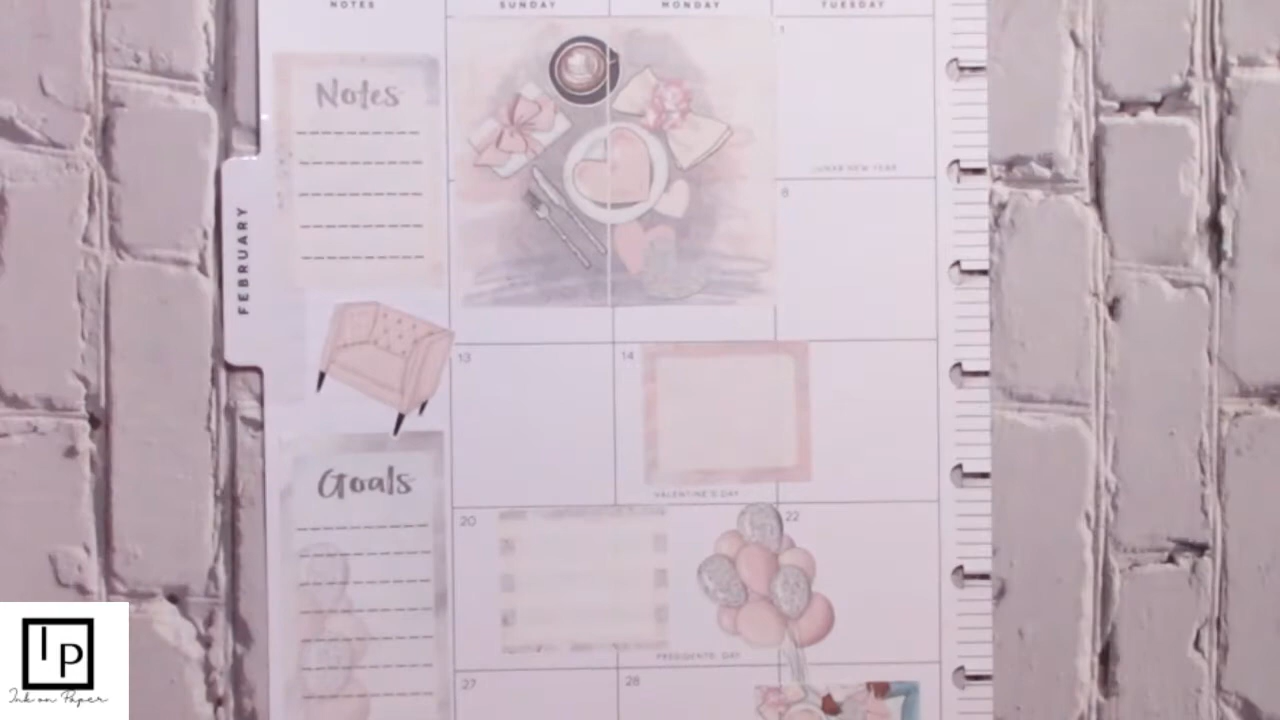 NOTES
SUNDAY
MONDAY
TUESDAY
Notes
1
LUNAR NEW YEAR
8
FEBRUARY
13
14
VALENTINE'S DAY
Goals
20
22
PRESIDENTS' DAY
27
28
IP
Ink on Paper